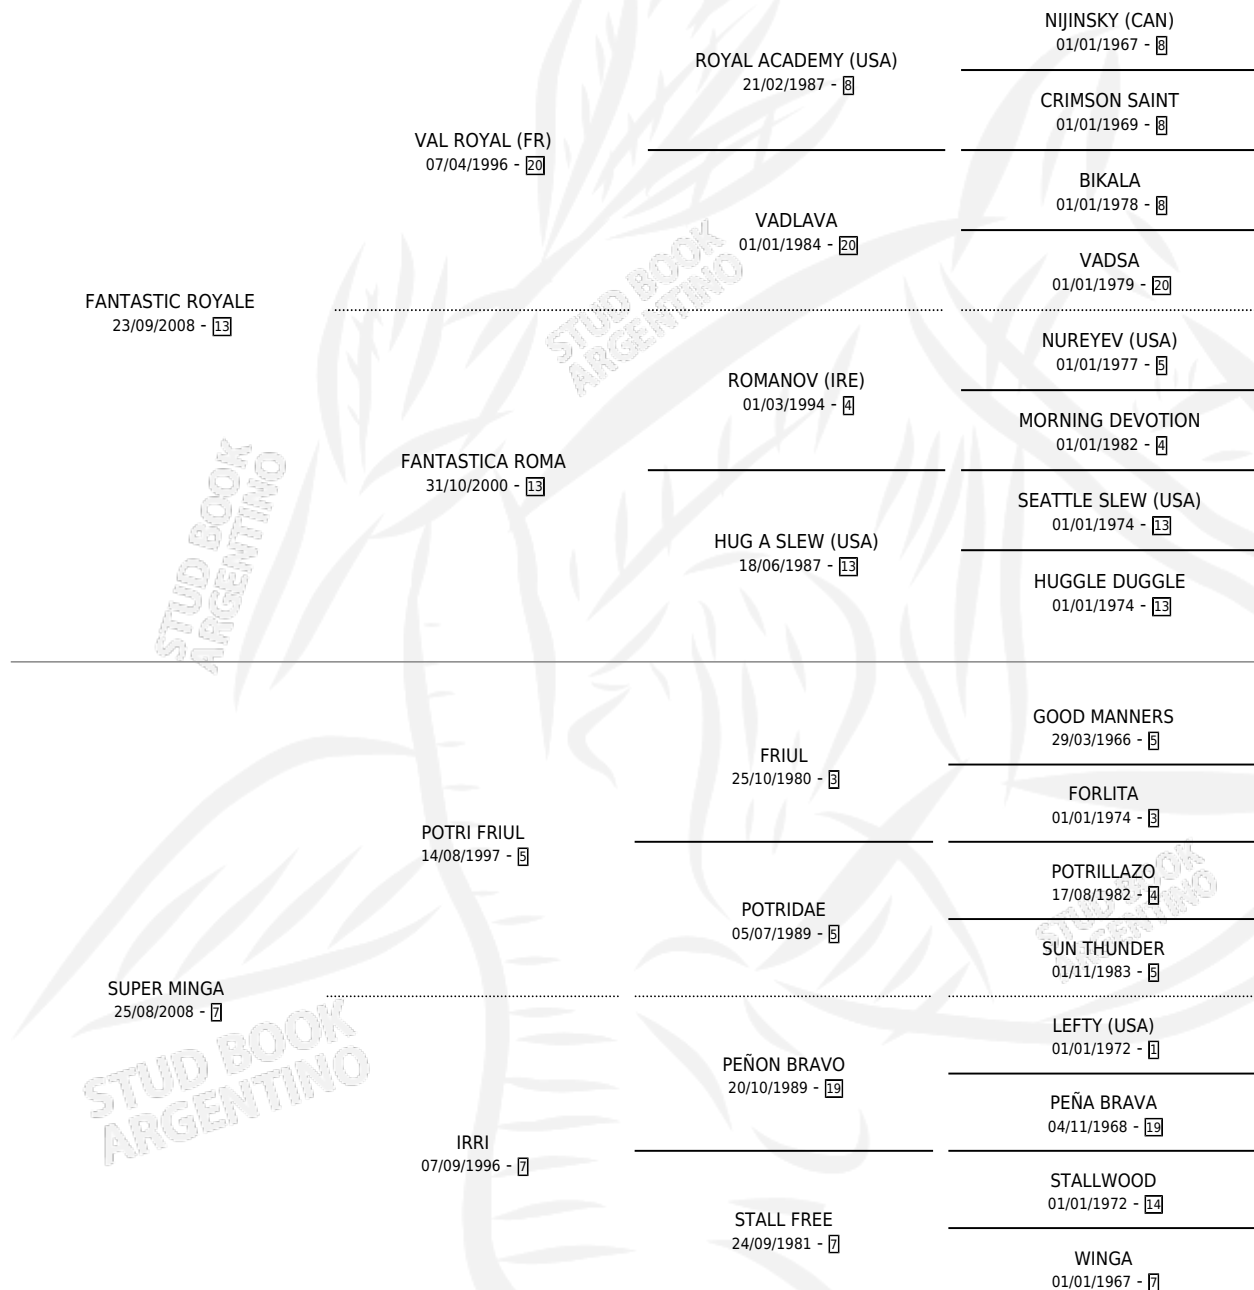 NIJINSKY (CAN)
01/01/1967 - 8
ROYAL ACADEMY (USA)
21/02/1987 - 8
CRIMSON SAINT
01/01/1969 - 8
VAL ROYAL (FR)
07/04/1996 - 20
BIKALA
01/01/1978 - 8
VADLAVA
01/01/1984 - 20
VADSA
01/01/1979 - 20
FANTASTIC ROYALE
23/09/2008 - 13
NUREYEV (USA)
01/01/1977 - 5
ROMANOV (IRE)
01/03/1994 - 4
MORNING DEVOTION
01/01/1982 - 4
FANTASTICA ROMA
31/10/2000 - 13
SEATTLE SLEW (USA)
01/01/1974 - 13
HUG A SLEW (USA)
18/06/1987 - 13
HUGGLE DUGGLE
01/01/1974 - 13
GOOD MANNERS
29/03/1966 - 5
FRIUL
25/10/1980 - 3
FORLITA
01/01/1974 - 3
POTRI FRIUL
14/08/1997 - 5
POTRILLAZO
17/08/1982 - 4
POTRIDAE
05/07/1989 - 5
SUN THUNDER
01/11/1983 - 5
SUPER MINGA
25/08/2008 - 7
LEFTY (USA)
01/01/1972 - 1
PEÑON BRAVO
20/10/1989 - 19
PEÑA BRAVA
04/11/1968 - 19
IRRI
07/09/1996 - 7
STALLWOOD
01/01/1972 - 14
STALL FREE
24/09/1981 - 7
WINGA
01/01/1967 - 7
STUD BOOK
ARGENTINO
STUD BOOK
ARGENTINO
STUD BOOK
ARGENTINO
STUD BOOK
ARGENTINO